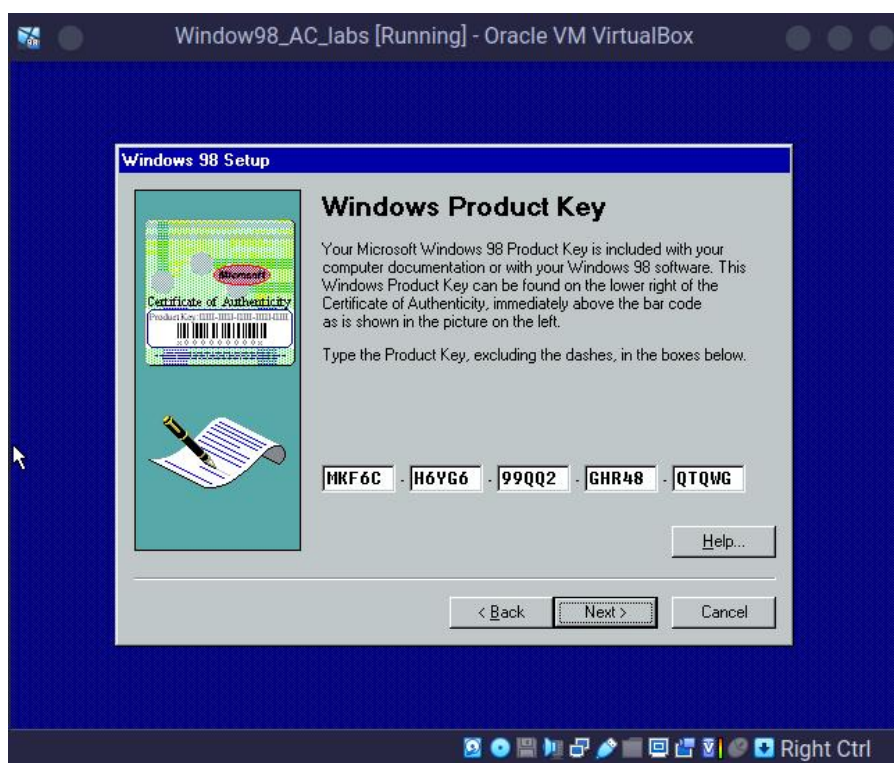 Window98_AC_labs [Running] - Oracle VM VirtualBox
Windows 98 Setup
Windows Product Key
Your Microsoft Windows 98 Product Key is included with your
computer documentation or with your Windows 98 software. This
Windows Product Key can be found on the lower right of the
Certificate of Authenticity, immediately above the bar code
as is shown in the picture on the left.
Type the Product Key, excluding the dashes, in the boxes below.
Microsoft
Certificate of Authenticity
Product Key:
MKF6C - H6YG6 - 99QQ2 - GHR48 - QTQWG
Help...
< Back Next > Cancel
Right Ctrl